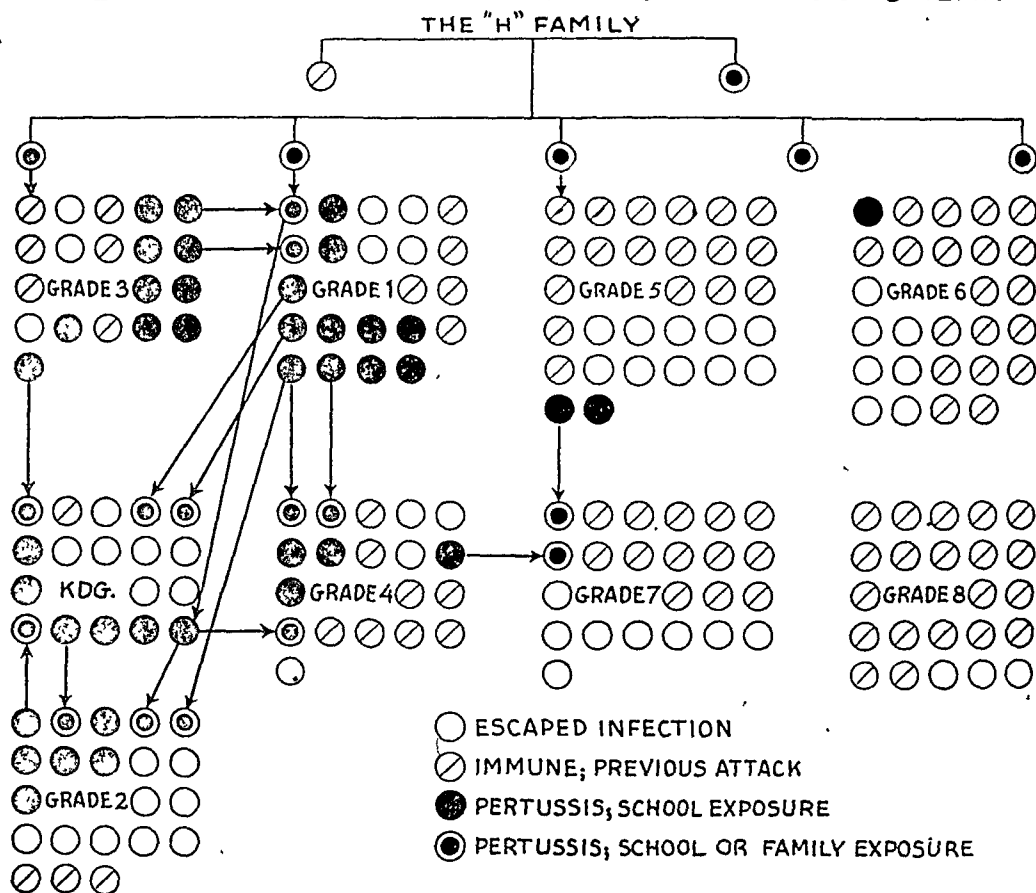 THE "H" FAMILY
GRADE 3
GRADE 1
GRADE 5
GRADE 6
KDG.
GRADE 4
GRADE 7
GRADE 8
GRADE 2
ESCAPED INFECTION
IMMUNE; PREVIOUS ATTACK
PERTUSSIS; SCHOOL EXPOSURE
PERTUSSIS; SCHOOL OR FAMILY EXPOSURE